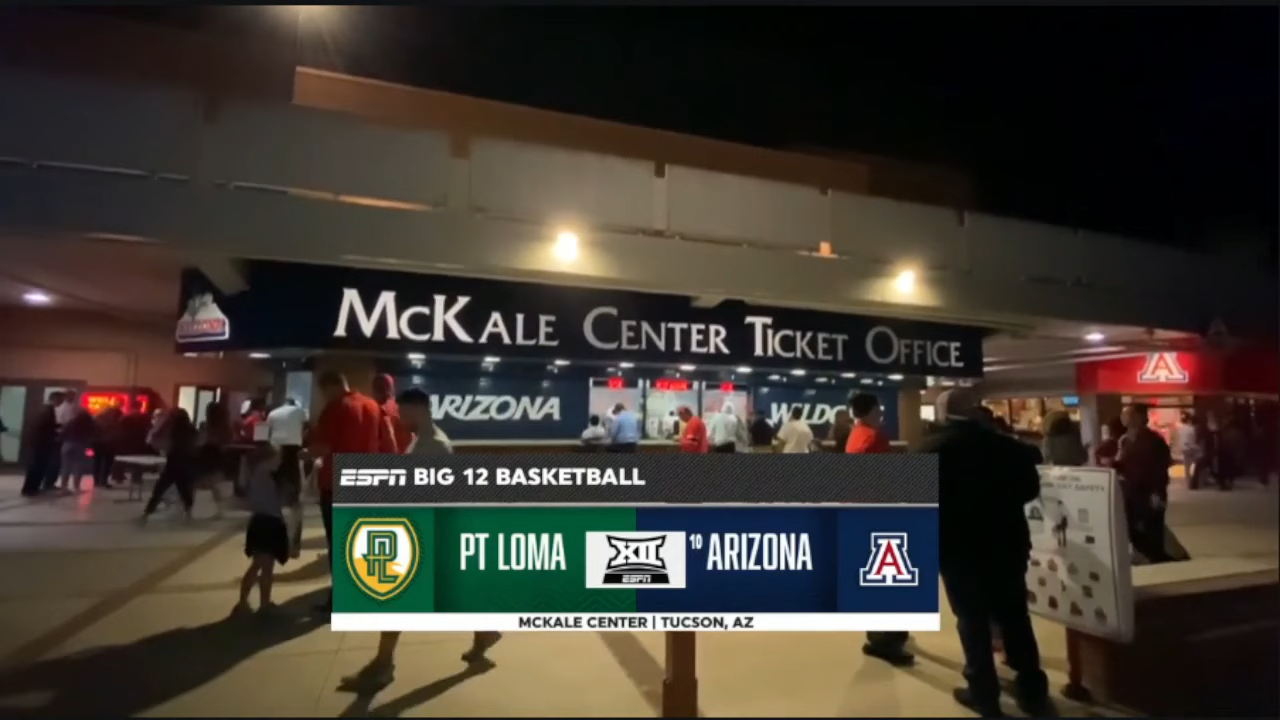 McKALE CENTER TICKET OFFICE
ARIZONA
WILDC
A
ESPN BIG 12 BASKETBALL
PL
PT LOMA
XII
ESPN
10 ARIZONA
A
MCKALE CENTER | TUCSON, AZ